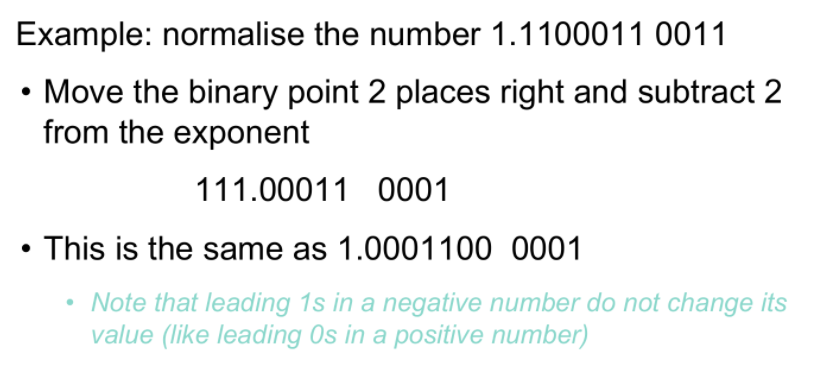 Example: normalise the number 1.1100011 0011
• Move the binary point 2 places right and subtract 2
from the exponent
111.00011 0001
• This is the same as 1.0001100 0001
• Note that leading 1s in a negative number do not change its
value (like leading 0s in a positive number)